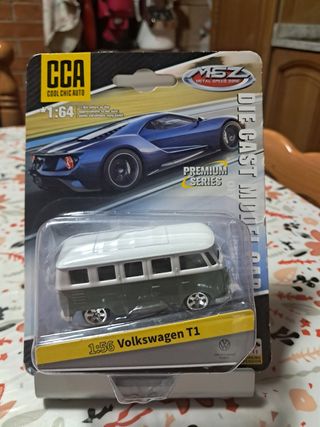 CCA
COOL CHIC AUTO
1:64
MSZ
METAL SPEED ZONE
PREMIUM
SERIES
DIE CAST MODEL CAR
1:56 Volkswagen T1